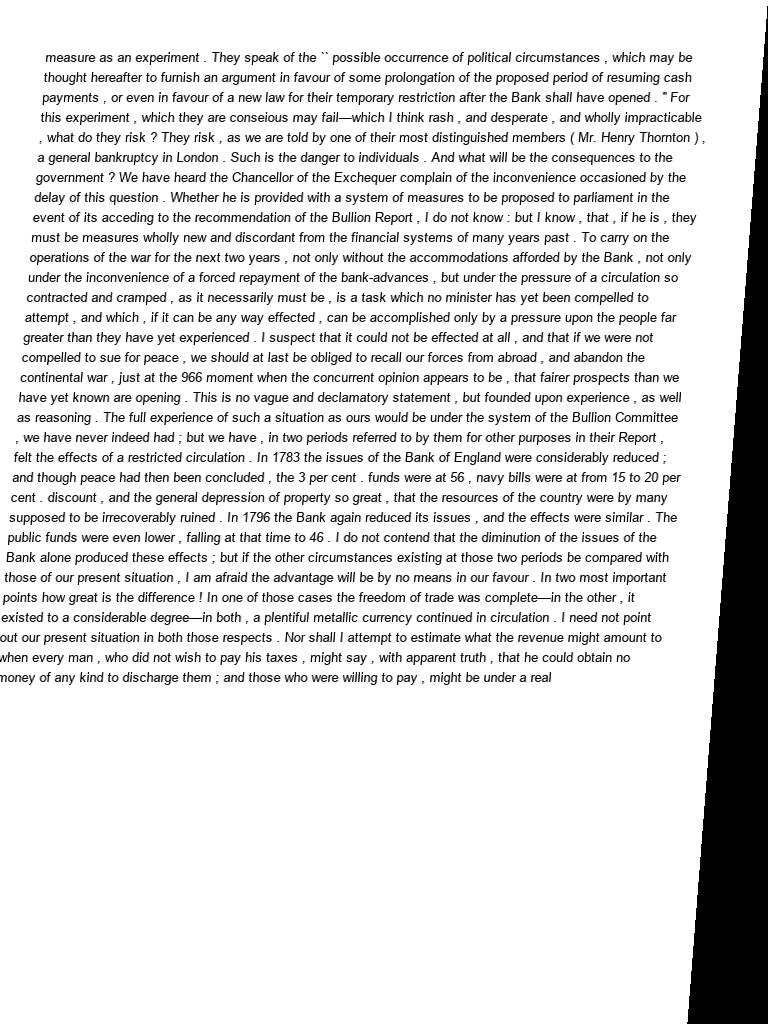 measure as an experiment . They speak of the `` possible occurrence of political circumstances , which may be
thought hereafter to furnish an argument in favour of some prolongation of the proposed period of resuming cash
payments , or even in favour of a new law for their temporary restriction after the Bank shall have opened . " For
this experiment , which they are conseious may fail—which I think rash , and desperate , and wholly impracticable
, what do they risk ? They risk , as we are told by one of their most distinguished members ( Mr. Henry Thornton ) ,
a general bankruptcy in London . Such is the danger to individuals . And what will be the consequences to the
government ? We have heard the Chancellor of the Exchequer complain of the inconvenience occasioned by the
delay of this question . Whether he is provided with a system of measures to be proposed to parliament in the
event of its acceding to the recommendation of the Bullion Report , I do not know : but I know , that , if he is , they
must be measures wholly new and discordant from the financial systems of many years past . To carry on the
operations of the war for the next two years , not only without the accommodations afforded by the Bank , not only
under the inconvenience of a forced repayment of the bank-advances , but under the pressure of a circulation so
contracted and cramped , as it necessarily must be , is a task which no minister has yet been compelled to
attempt , and which , if it can be any way effected , can be accomplished only by a pressure upon the people far
greater than they have yet experienced . I suspect that it could not be effected at all , and that if we were not
compelled to sue for peace , we should at last be obliged to recall our forces from abroad , and abandon the
continental war , just at the 966 moment when the concurrent opinion appears to be , that fairer prospects than we
have yet known are opening . This is no vague and declamatory statement , but founded upon experience , as well
as reasoning . The full experience of such a situation as ours would be under the system of the Bullion Committee
, we have never indeed had ; but we have , in two periods referred to by them for other purposes in their Report ,
felt the effects of a restricted circulation . In 1783 the issues of the Bank of England were considerably reduced ;
and though peace had then been concluded , the 3 per cent . funds were at 56 , navy bills were at from 15 to 20 per
cent . discount , and the general depression of property so great , that the resources of the country were by many
supposed to be irrecoverably ruined . In 1796 the Bank again reduced its issues , and the effects were similar . The
public funds were even lower , falling at that time to 46 . I do not contend that the diminution of the issues of the
Bank alone produced these effects ; but if the other circumstances existing at those two periods be compared with
those of our present situation , I am afraid the advantage will be by no means in our favour . In two most important
points how great is the difference ! In one of those cases the freedom of trade was complete—in the other , it
existed to a considerable degree—in both , a plentiful metallic currency continued in circulation . I need not point
out our present situation in both those respects . Nor shall I attempt to estimate what the revenue might amount to
when every man , who did not wish to pay his taxes , might say , with apparent truth , that he could obtain no
money of any kind to discharge them ; and those who were willing to pay , might be under a real